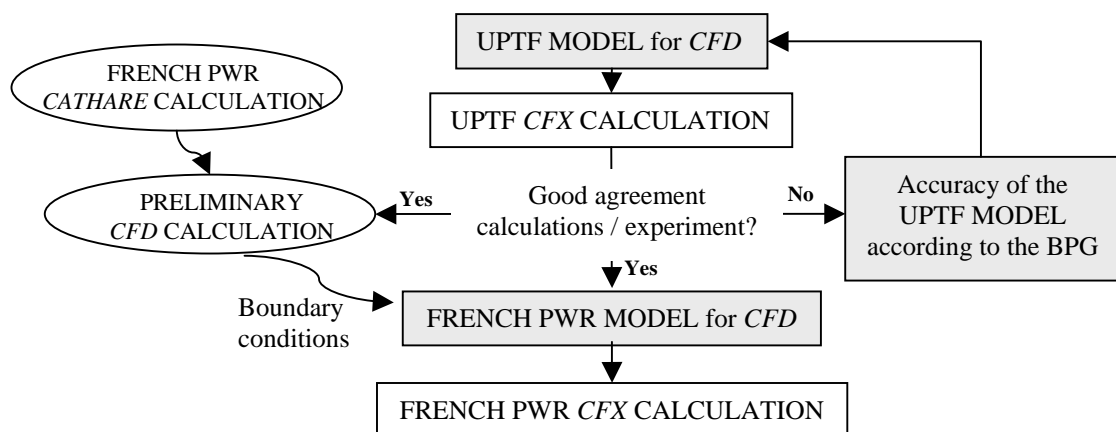 UPTF MODEL for CFD
FRENCH PWR
CATHARE CALCULATION
UPTF CFX CALCULATION
PRELIMINARY
CFD CALCULATION
Yes
Good agreement
calculations / experiment?
No
Accuracy of the
UPTF MODEL
according to the BPG
Yes
Boundary
conditions
FRENCH PWR MODEL for CFD
FRENCH PWR CFX CALCULATION